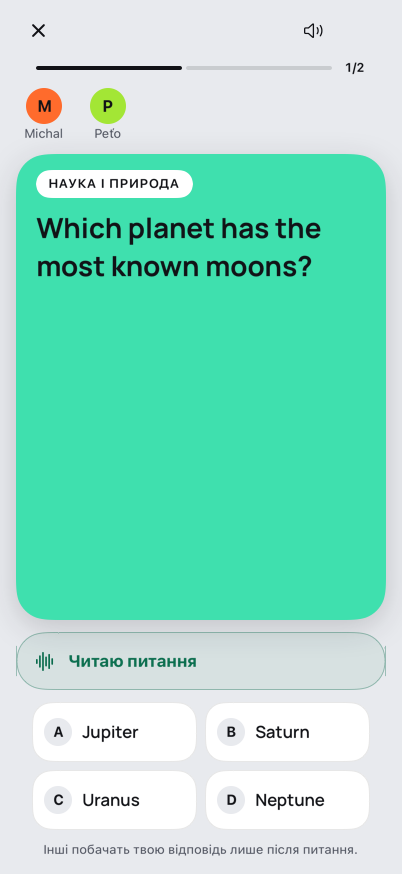 1/2
M
P
Michal
Peťo
НАУКА І ПРИРОДА
Which planet has the
most known moons?
Читаю питання
A Jupiter
B Saturn
C Uranus
D Neptune
Інші побачать твою відповідь лише після питання.